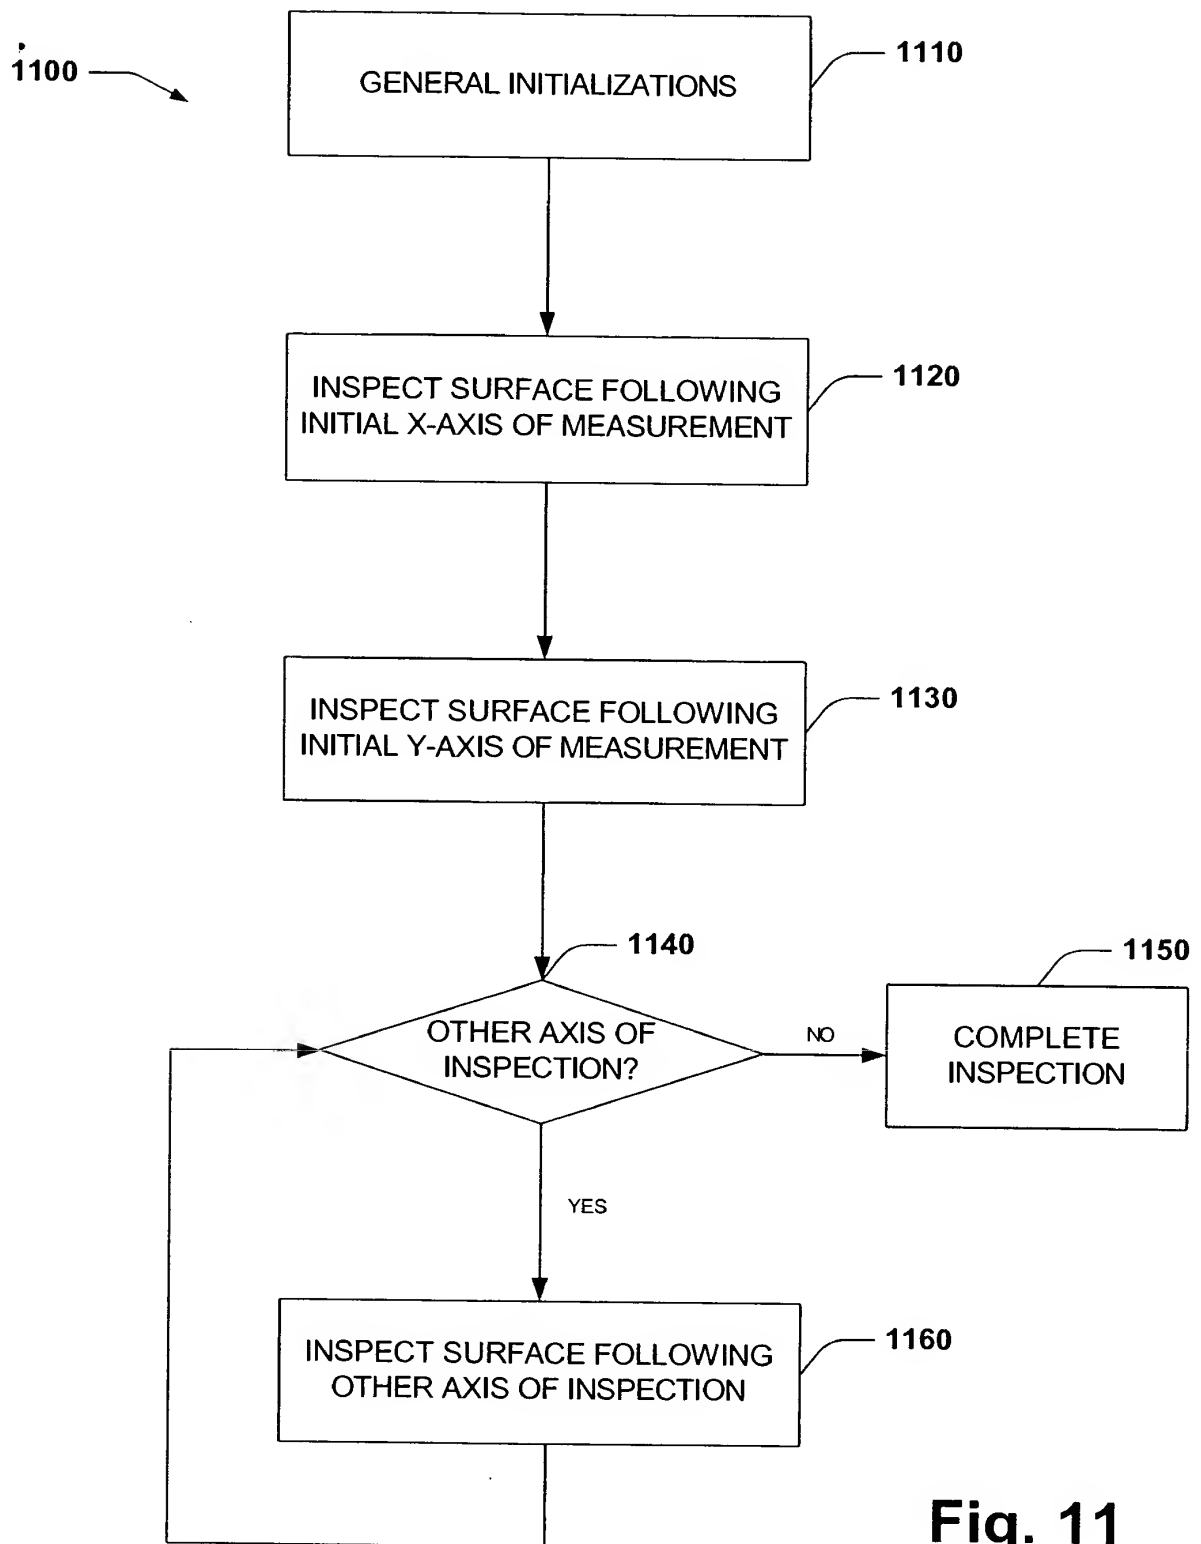 1100
GENERAL INITIALIZATIONS
1110
INSPECT SURFACE FOLLOWING
INITIAL X-AXIS OF MEASUREMENT
1120
INSPECT SURFACE FOLLOWING
INITIAL Y-AXIS OF MEASUREMENT
1130
1140
OTHER AXIS OF
INSPECTION?
NO
1150
COMPLETE
INSPECTION
YES
INSPECT SURFACE FOLLOWING
OTHER AXIS OF INSPECTION
1160
Fig. 11